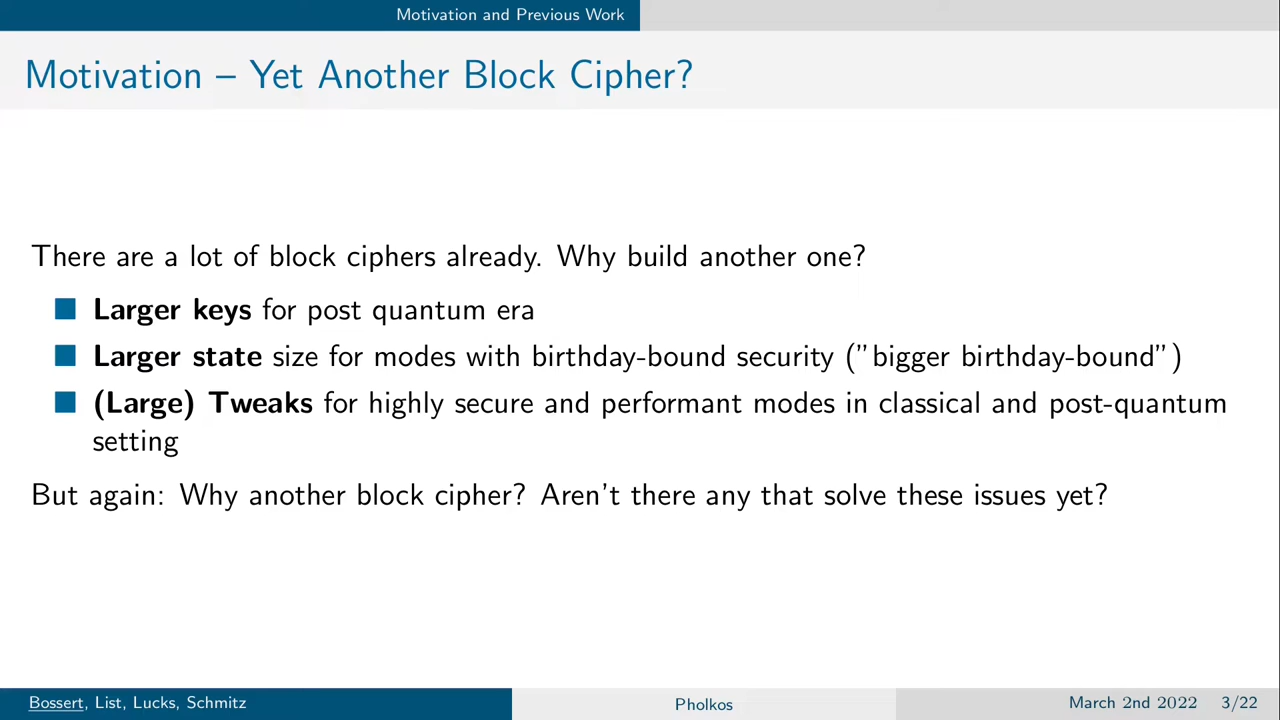 Motivation and Previous Work
Motivation – Yet Another Block Cipher?
There are a lot of block ciphers already. Why build another one?
Larger keys for post quantum era
Larger state size for modes with birthday-bound security (”bigger birthday-bound”)
(Large) Tweaks for highly secure and performant modes in classical and post-quantum
setting
But again: Why another block cipher? Aren’t there any that solve these issues yet?
Bossert, List, Lucks, Schmitz
Pholkos
March 2nd 2022 3/22